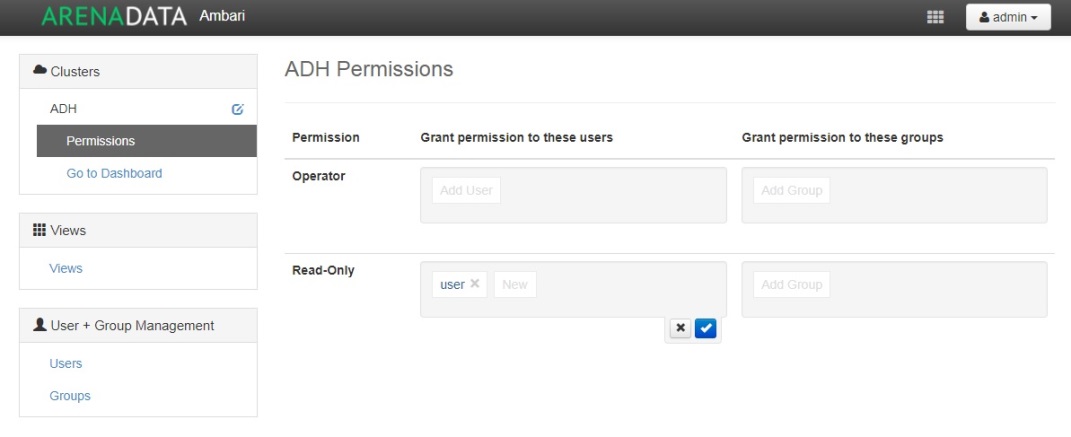 ARENADATA Ambari
admin
Clusters
ADH
Permissions
Go to Dashboard
Views
Views
User + Group Management
Users
Groups
ADH Permissions
Permission Grant permission to these users Grant permission to these groups
Operator Add User Add Group
Read-Only user New Add Group